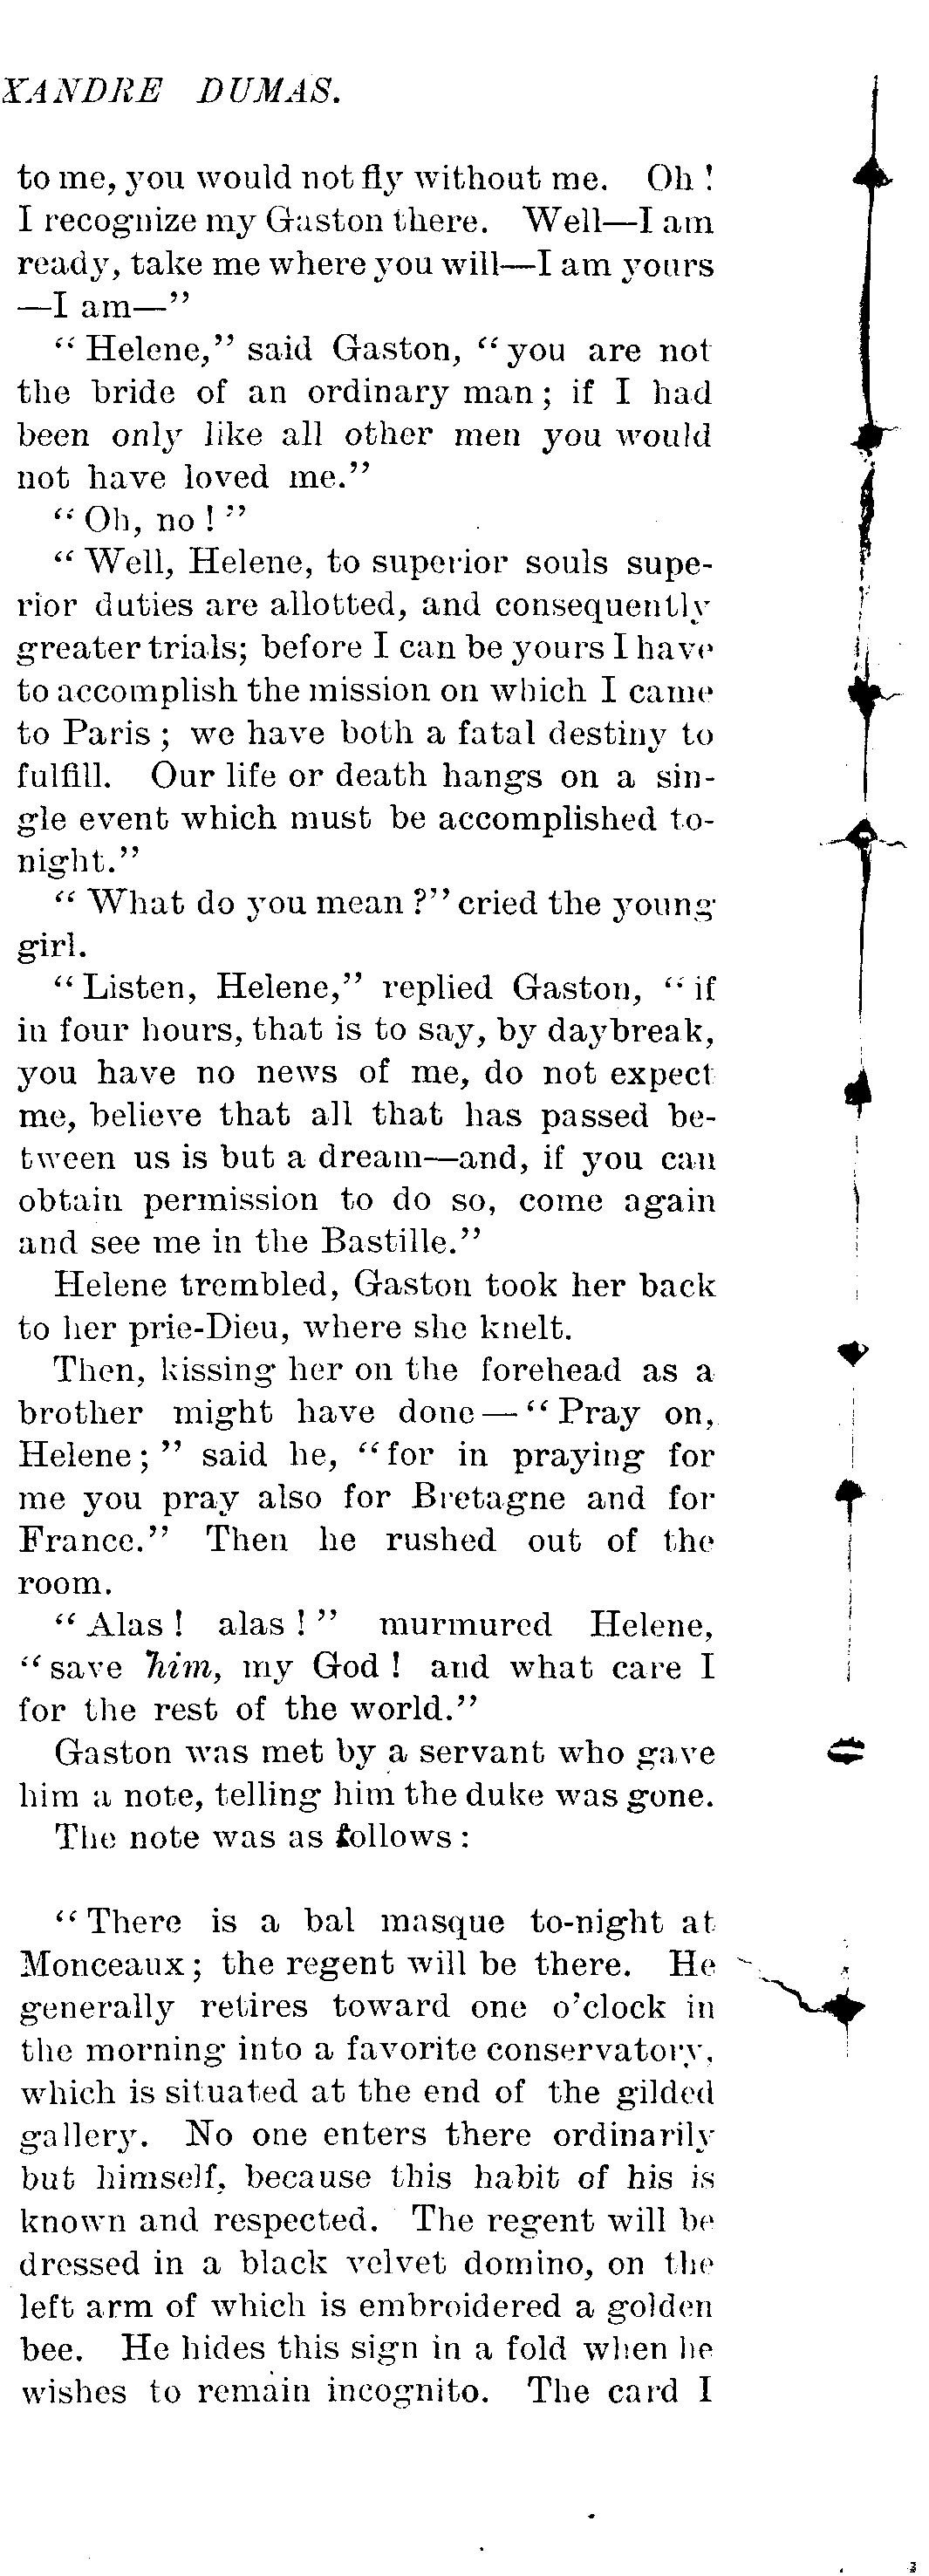 XANDRE DUMAS.
to me, you would not fly without me. Oh !
I recognize my Gaston there. Well—I am
ready, take me where you will—I am yours
—I am—”
“ Helene,” said Gaston, “ you are not
the bride of an ordinary man ; if I had
been only like all other men you would
not have loved me.”
“ Oh, no ! ”
“ Well, Helene, to superior souls supe-
rior duties are allotted, and consequently
greater trials; before I can be yours I have
to accomplish the mission on which I came
to Paris ; we have both a fatal destiny to
fulfill. Our life or death hangs on a sin-
gle event which must be accomplished to-
night.”
“ What do you mean ?” cried the young
girl.
“ Listen, Helene,” replied Gaston, “ if
in four hours, that is to say, by daybreak,
you have no news of me, do not expect
me, believe that all that has passed be-
tween us is but a dream—and, if you can
obtain permission to do so, come again
and see me in the Bastille.”
Helene trembled, Gaston took her back
to her prie-Dieu, where she knelt.
Then, kissing her on the forehead as a
brother might have done — “ Pray on,
Helene ; ” said he, “ for in praying for
me you pray also for Bretagne and for
France.” Then he rushed out of the
room.
“ Alas ! alas ! ” murmured Helene,
“ save him, my God ! and what care I
for the rest of the world.”
Gaston was met by a servant who gave
him a note, telling him the duke was gone.
The note was as follows :
“ There is a bal masque to-night at
Monceaux ; the regent will be there. He
generally retires toward one o’clock in
the morning into a favorite conservatory,
which is situated at the end of the gilded
gallery. No one enters there ordinarily
but himself, because this habit of his is
known and respected. The regent will be
dressed in a black velvet domino, on the
left arm of which is embroidered a golden
bee. He hides this sign in a fold when he
wishes to remain incognito. The card I